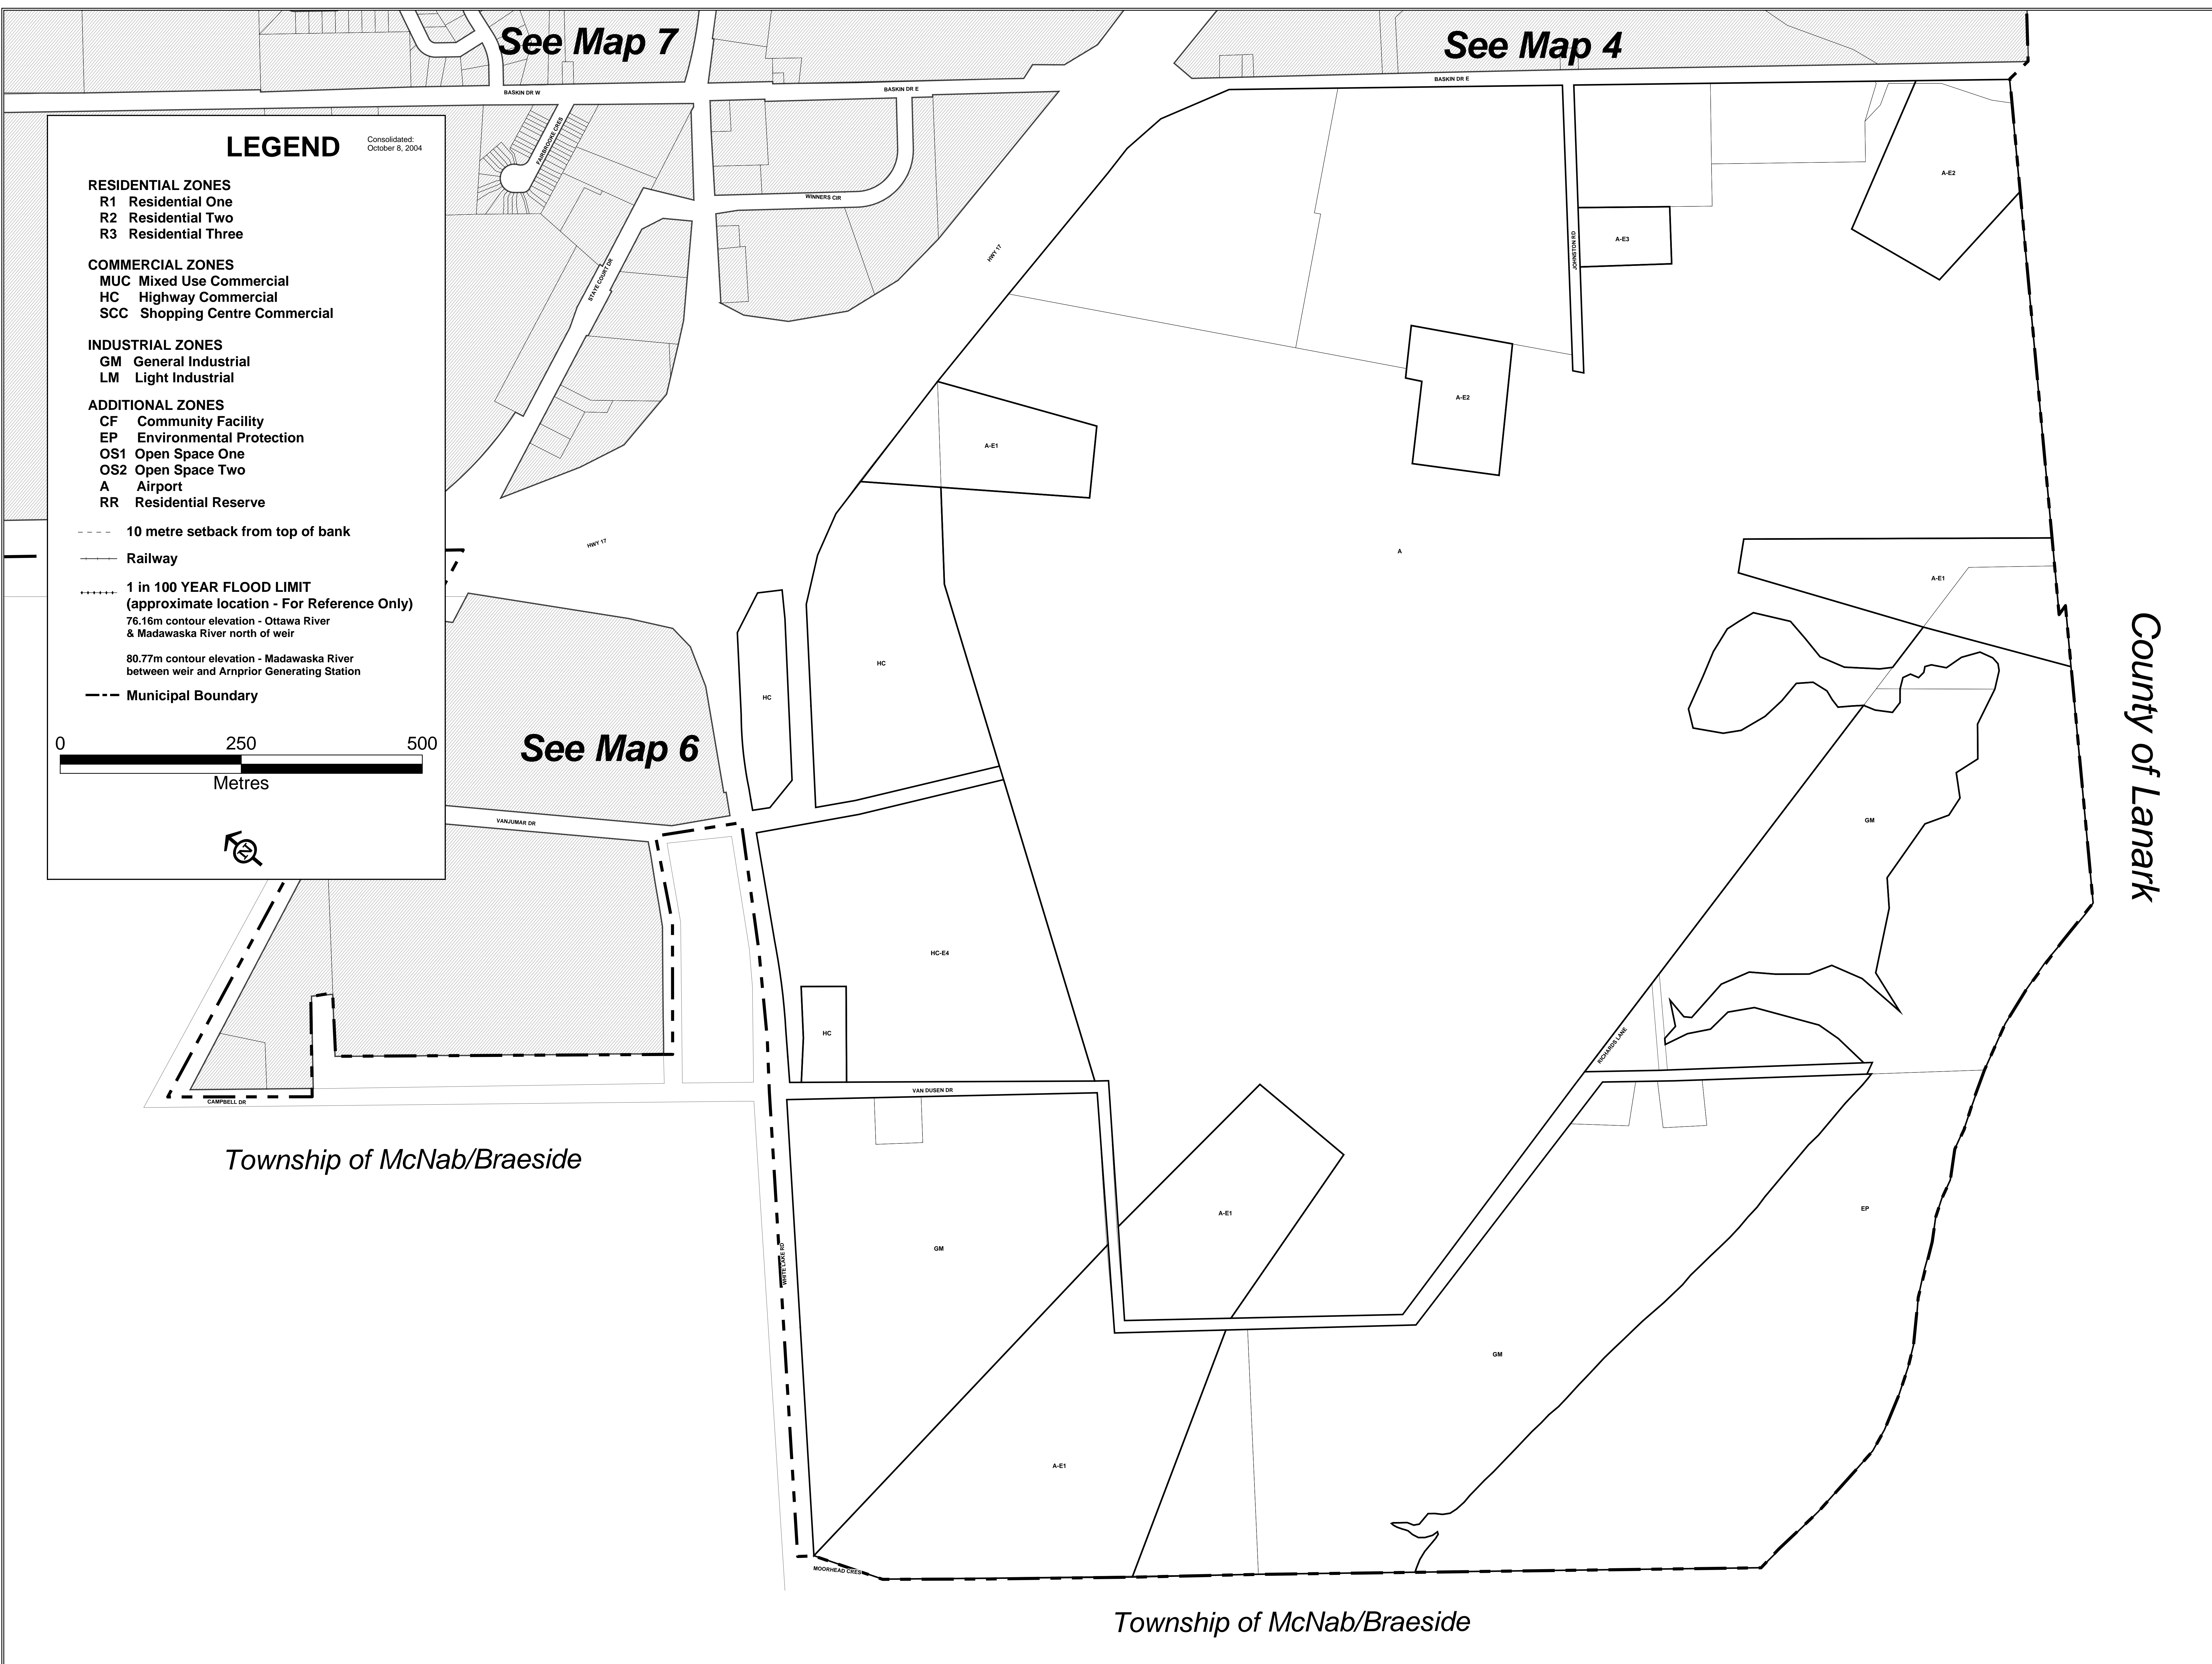 See Map 7
See Map 4
BASKIN DR W
BASKIN DR E
BASKIN DR E
LEGEND
Consolidated:
October 8, 2004
RESIDENTIAL ZONES
R1 Residential One
R2 Residential Two
R3 Residential Three
COMMERCIAL ZONES
MUC Mixed Use Commercial
HC Highway Commercial
SCC Shopping Centre Commercial
INDUSTRIAL ZONES
GM General Industrial
LM Light Industrial
ADDITIONAL ZONES
CF Community Facility
EP Environmental Protection
OS1 Open Space One
OS2 Open Space Two
A Airport
RR Residential Reserve
10 metre setback from top of bank
Railway
1 in 100 YEAR FLOOD LIMIT
(approximate location - For Reference Only)
76.16m contour elevation - Ottawa River
& Madawaska River north of weir
80.77m contour elevation - Madawaska River
between weir and Arnprior Generating Station
Municipal Boundary
0 250 500
Metres
N
FAIRBROOKE CRES
WINNERS CIR
STAYE COURT DR
HWY 17
JOHNSTON RD
A-E2
A-E3
A-E2
A-E1
HWY 17
A
A-E1
HC
HC
See Map 6
County of Lanark
VANJUMAR DR
GM
HC-E4
HC
RICHARDS LANE
VAN DUSEN DR
CAMPBELL DR
Township of McNab/Braeside
A-E1
EP
GM
WHITE LAKE RD
GM
A-E1
MOORHEAD CRES
Township of McNab/Braeside